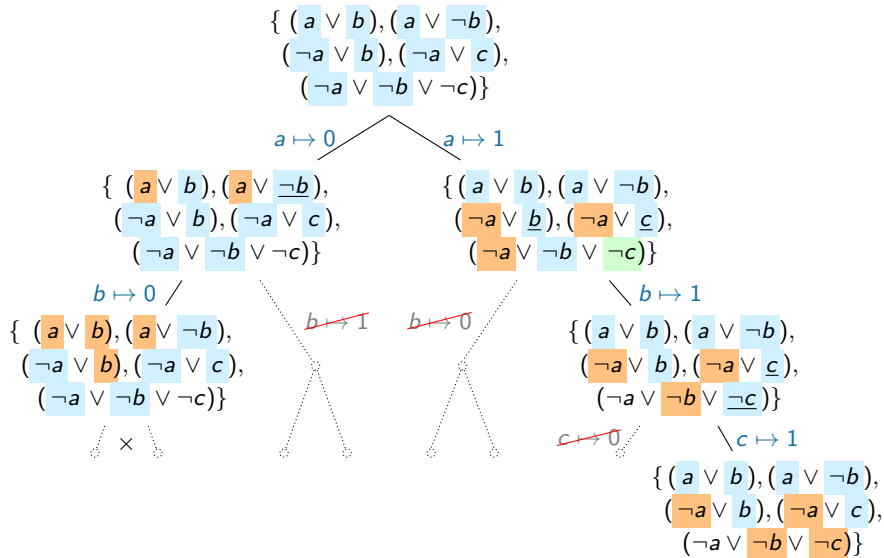 { (a ∨ b), (a ∨ ¬b),
(¬a ∨ b), (¬a ∨ c),
(¬a ∨ ¬b ∨ ¬c)}
a ↦ 0
a ↦ 1
{ (a ∨ b), (a ∨ ¬b),
(¬a ∨ b), (¬a ∨ c),
(¬a ∨ ¬b ∨ ¬c)}
{ (a ∨ b), (a ∨ ¬b),
(¬a ∨ b), (¬a ∨ c),
(¬a ∨ ¬b ∨ ¬c)}
b ↦ 0
b ↦ 1
b ↦ 0
b ↦ 1
{ (a ∨ b), (a ∨ ¬b),
(¬a ∨ b), (¬a ∨ c),
(¬a ∨ ¬b ∨ ¬c)}
{ (a ∨ b), (a ∨ ¬b),
(¬a ∨ b), (¬a ∨ c),
(¬a ∨ ¬b ∨ ¬c)}
×
c ↦ 0
c ↦ 1
{ (a ∨ b), (a ∨ ¬b),
(¬a ∨ b), (¬a ∨ c),
(¬a ∨ ¬b ∨ ¬c)}